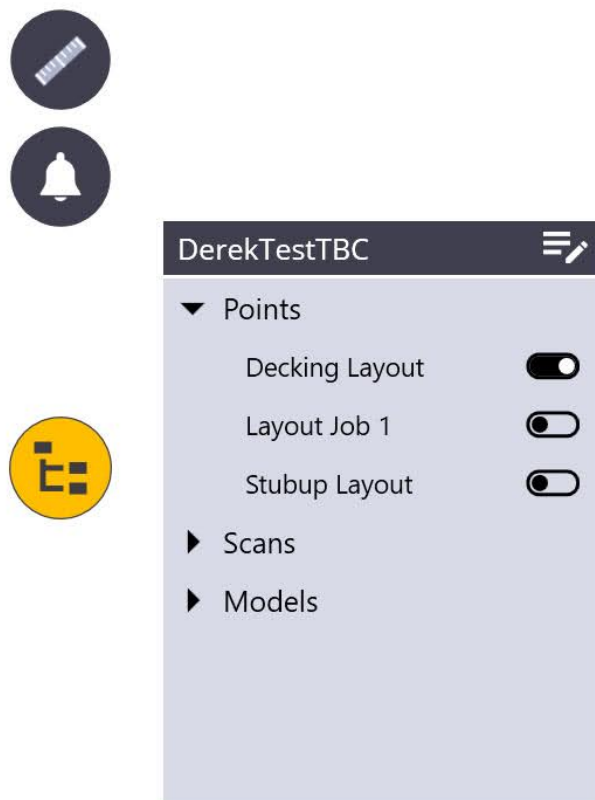 DerekTestTBC
Points
Decking Layout
Layout Job 1
Stubup Layout
Scans
Models